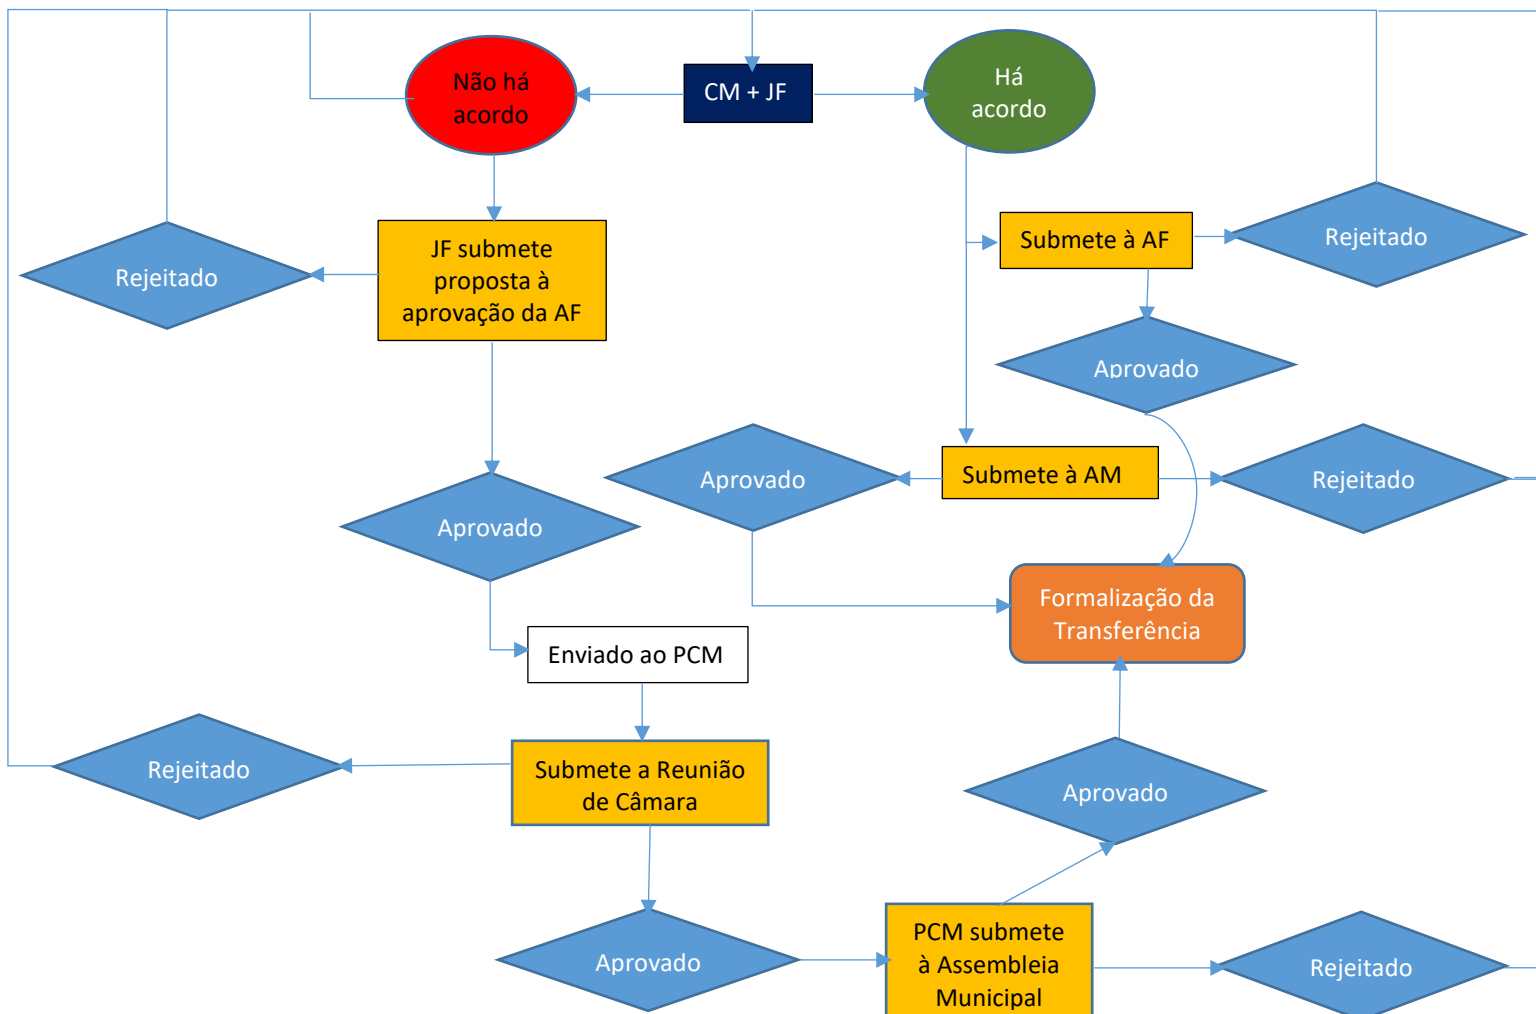 Não há
acordo
CM + JF
Há
acordo
JF submete
proposta à
aprovação da AF
Rejeitado
Submete à AF
Rejeitado
Aprovado
Aprovado
Submete à AM
Rejeitado
Aprovado
Formalização da
Transferência
Enviado ao PCM
Rejeitado
Submete a Reunião
de Câmara
Aprovado
Aprovado
PCM submete
à Assembleia
Municipal
Rejeitado